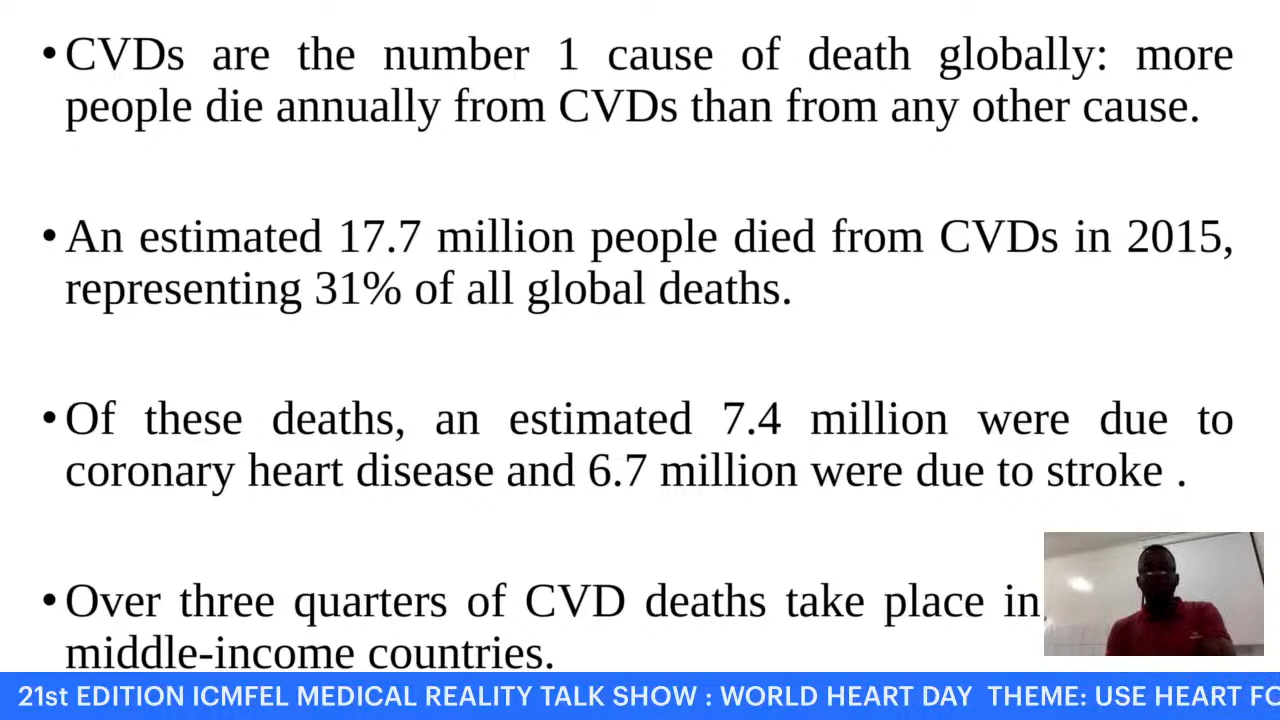 • CVDs are the number 1 cause of death globally: more
people die annually from CVDs than from any other cause.
• An estimated 17.7 million people died from CVDs in 2015,
representing 31% of all global deaths.
• Of these deaths, an estimated 7.4 million were due to
coronary heart disease and 6.7 million were due to stroke .
• Over three quarters of CVD deaths take place in
middle-income countries.
21st EDITION ICMFEL MEDICAL REALITY TALK SHOW : WORLD HEART DAY THEME: USE HEART FO